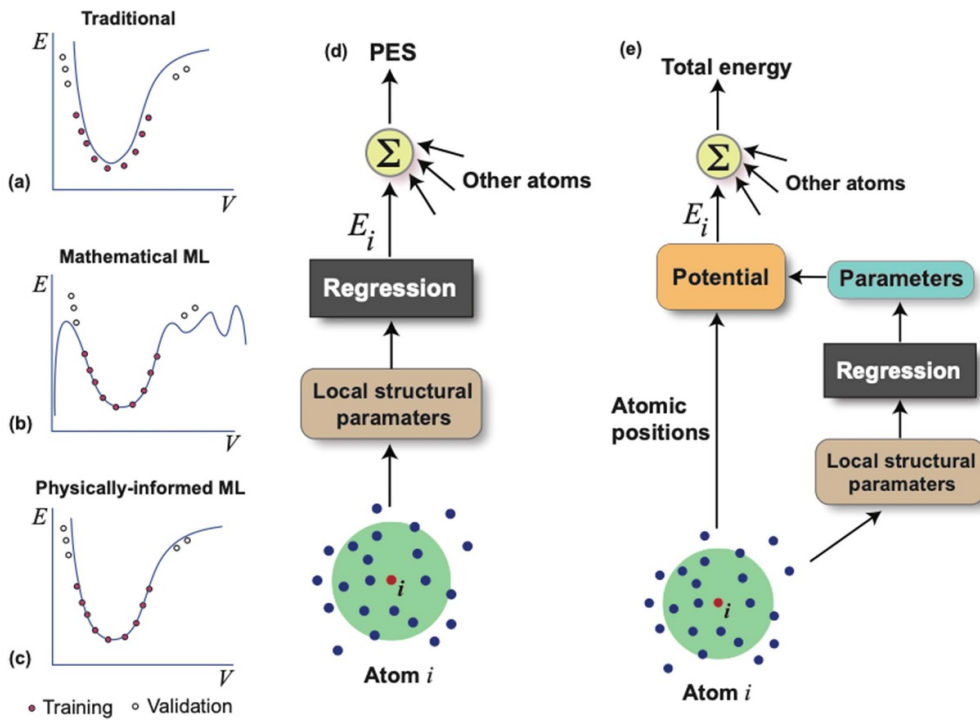 Traditional
E
(a)
V
Mathematical ML
E
(b)
V
Physically-informed ML
E
(c)
V
Training
Validation
(d)
PES
Σ
Other atoms
E i
Regression
Local structural
paramaters
i
Atom i
(e)
Total energy
Σ
Other atoms
E i
Potential
Parameters
Regression
Atomic
positions
Local structural
paramaters
i
Atom i